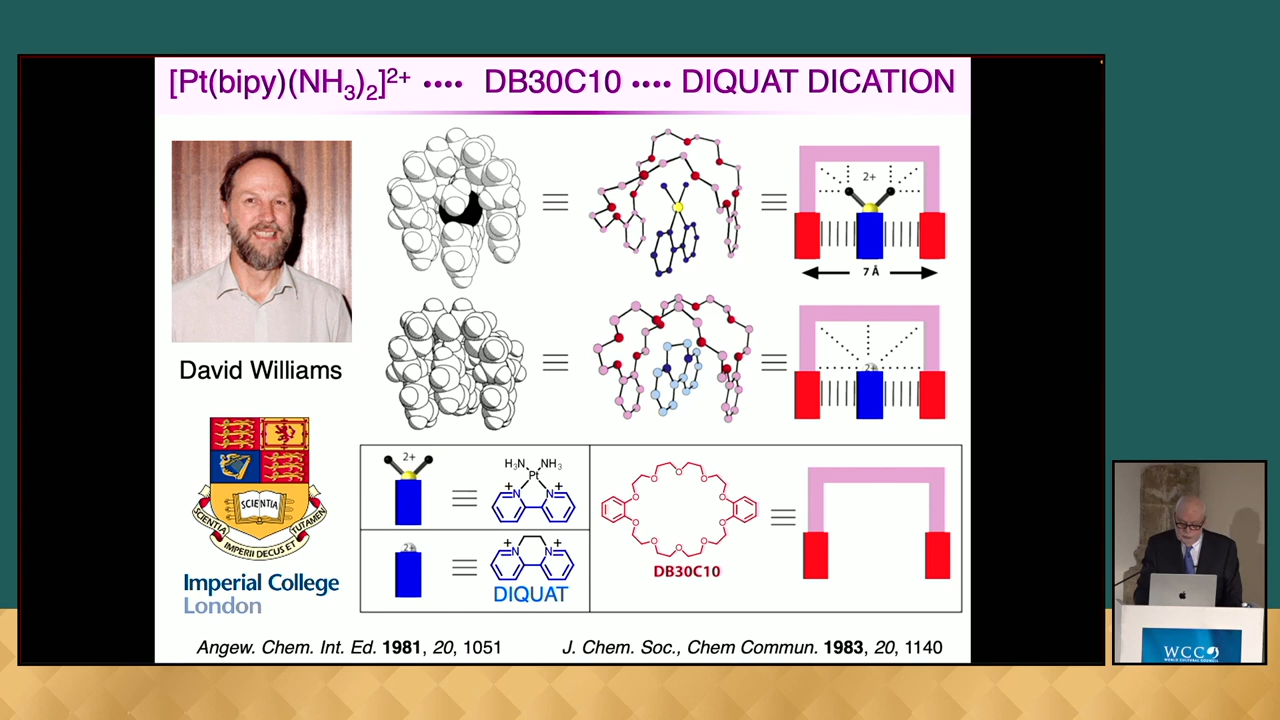 [Pt(bipy)(NH₃)₂]²⁺ •••• DB30C10 •••• DIQUAT DICATION
2+
7 Å
2+
David Williams
SCIENTIA
SCIENTIA
IMPERII DECUS ET
TUTAMEN
Imperial College
London
2+
H₃N NH₃
Pt
+ N N +
2+
+ N N +
DIQUAT
O O O O O O O O O O
DB30C10
Angew. Chem. Int. Ed. 1981, 20, 1051
J. Chem. Soc., Chem Commun. 1983, 20, 1140
WCC
WORLD CULTURAL COUNCIL